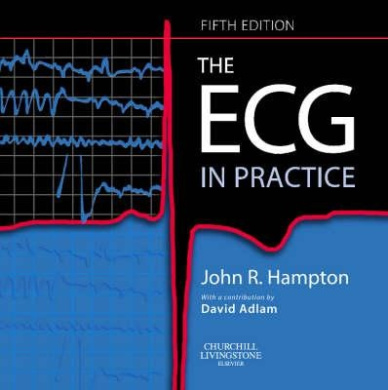 FIFTH EDITION
THE
ECG
IN PRACTICE
John R. Hampton
With a contribution by
David Adlam
CHURCHILL
LIVINGSTONE
ELSEVIER